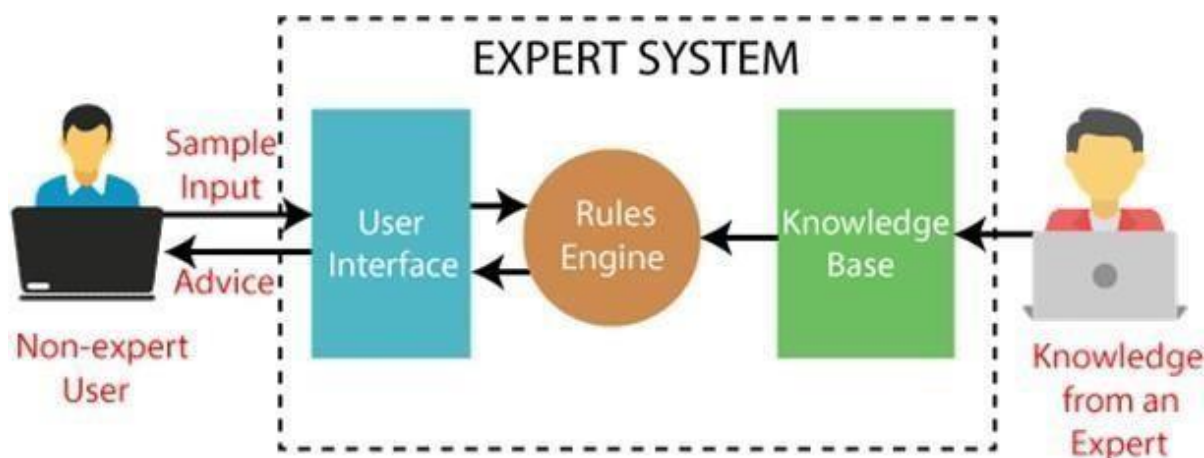 EXPERT SYSTEM
Sample
Input
Advice
Non-expert
User
User
Interface
Rules
Engine
Knowledge
Base
Knowledge
from an
Expert